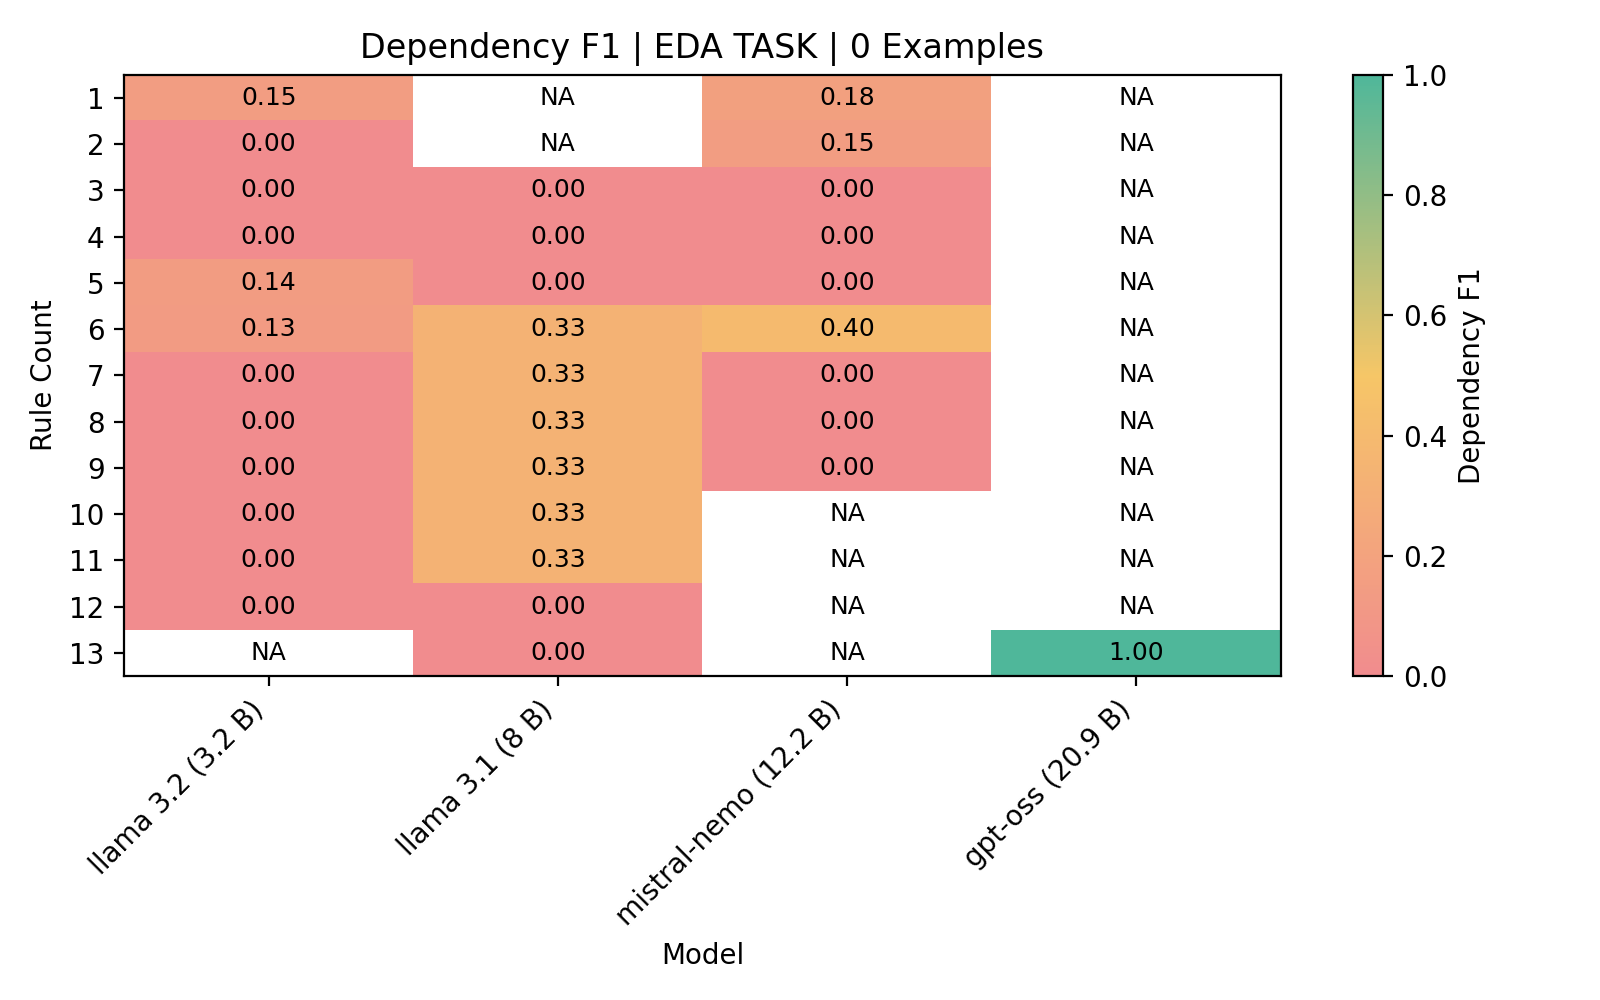 Dependency F1 | EDA TASK | 0 Examples
1 0.15 NA 0.18 NA
2 0.00 NA 0.15 NA
3 0.00 0.00 0.00 NA
4 0.00 0.00 0.00 NA
5 0.14 0.00 0.00 NA
6 0.13 0.33 0.40 NA
7 0.00 0.33 0.00 NA
8 0.00 0.33 0.00 NA
9 0.00 0.33 0.00 NA
10 0.00 0.33 NA NA
11 0.00 0.33 NA NA
12 0.00 0.00 NA NA
13 NA 0.00 NA 1.00
Rule Count
llama 3.2 (3.2 B)
llama 3.1 (8 B)
mistral-nemo (12.2 B)
gpt-oss (20.9 B)
Model
1.0
0.8
0.6
0.4
0.2
0.0
Dependency F1